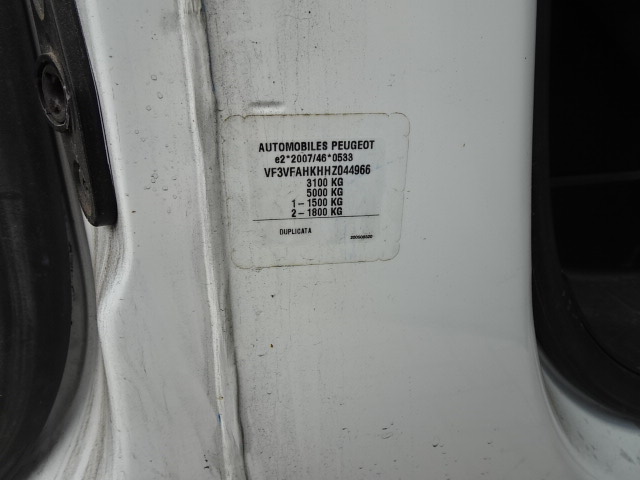 AUTOMOBILES PEUGEOT
e2*2007/46*0533
VF3VFAHKHHZ044966
3100 KG
5000 KG
1-1500 KG
2-1800 KG
DUPLICATA